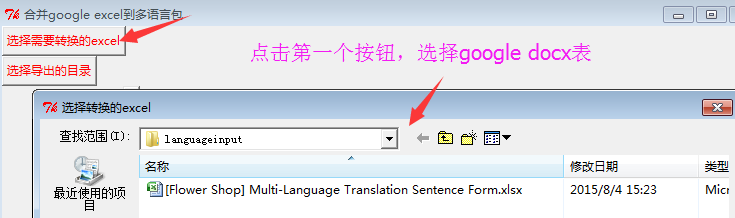 合并google excel到多语言包
选择需要转换的excel
点击第一个按钮，选择google docx表
选择导出的目录
选择转换的excel
查找范围(I):
languageinput
名称
修改日期
类型
[Flower Shop] Multi-Language Translation Sentence Form.xlsx
2015/8/4 15:23
Micr
最近使用的项
目